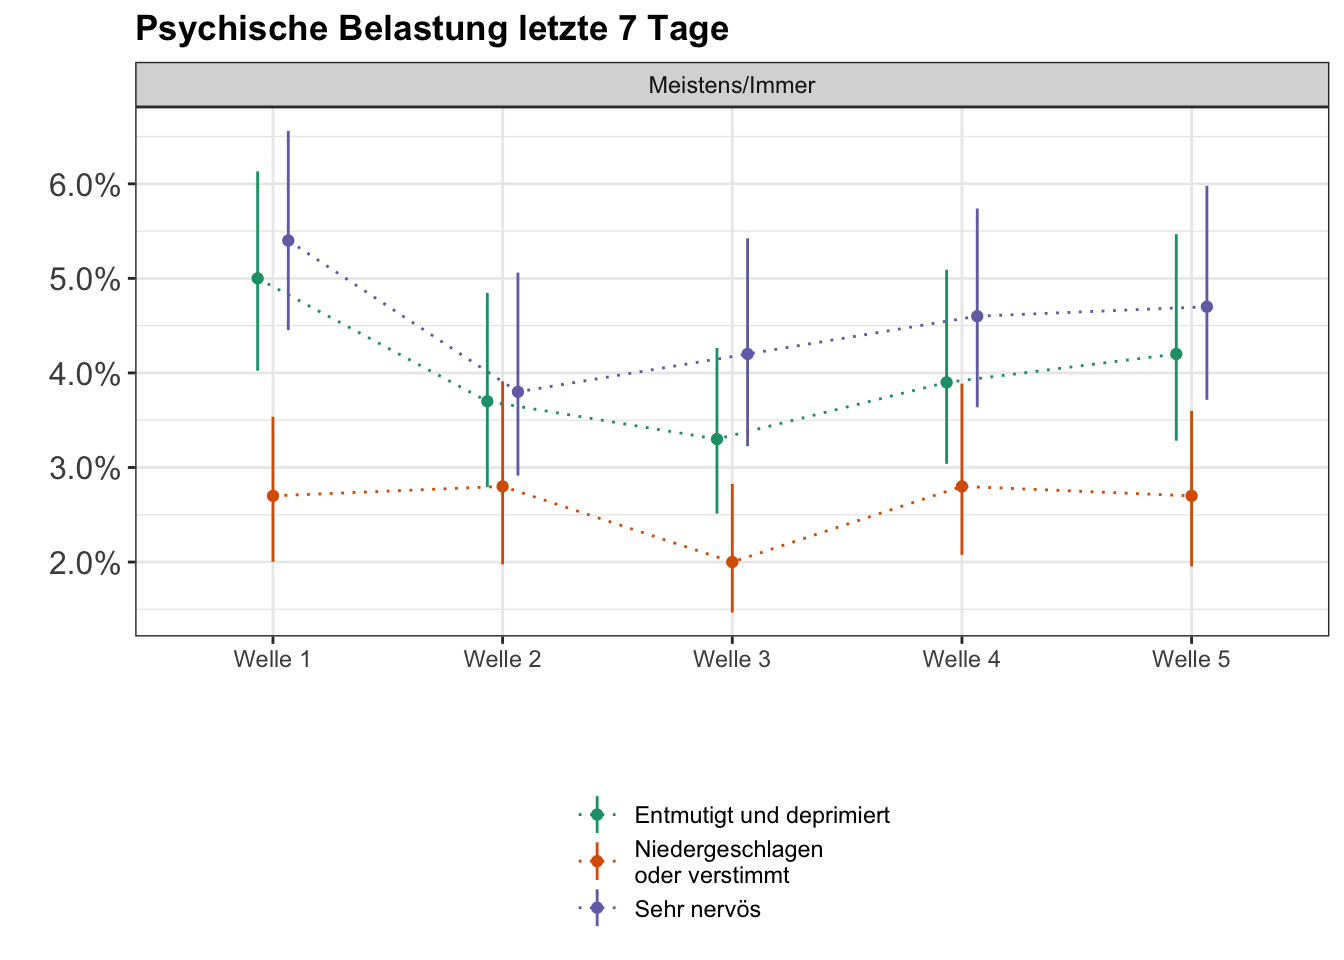 Psychische Belastung letzte 7 Tage
Meistens/Immer
6.0%
5.0%
4.0%
3.0%
2.0%
Welle 1
Welle 2
Welle 3
Welle 4
Welle 5
Entmutigt und deprimiert
Niedergeschlagen
oder verstimmt
Sehr nervös